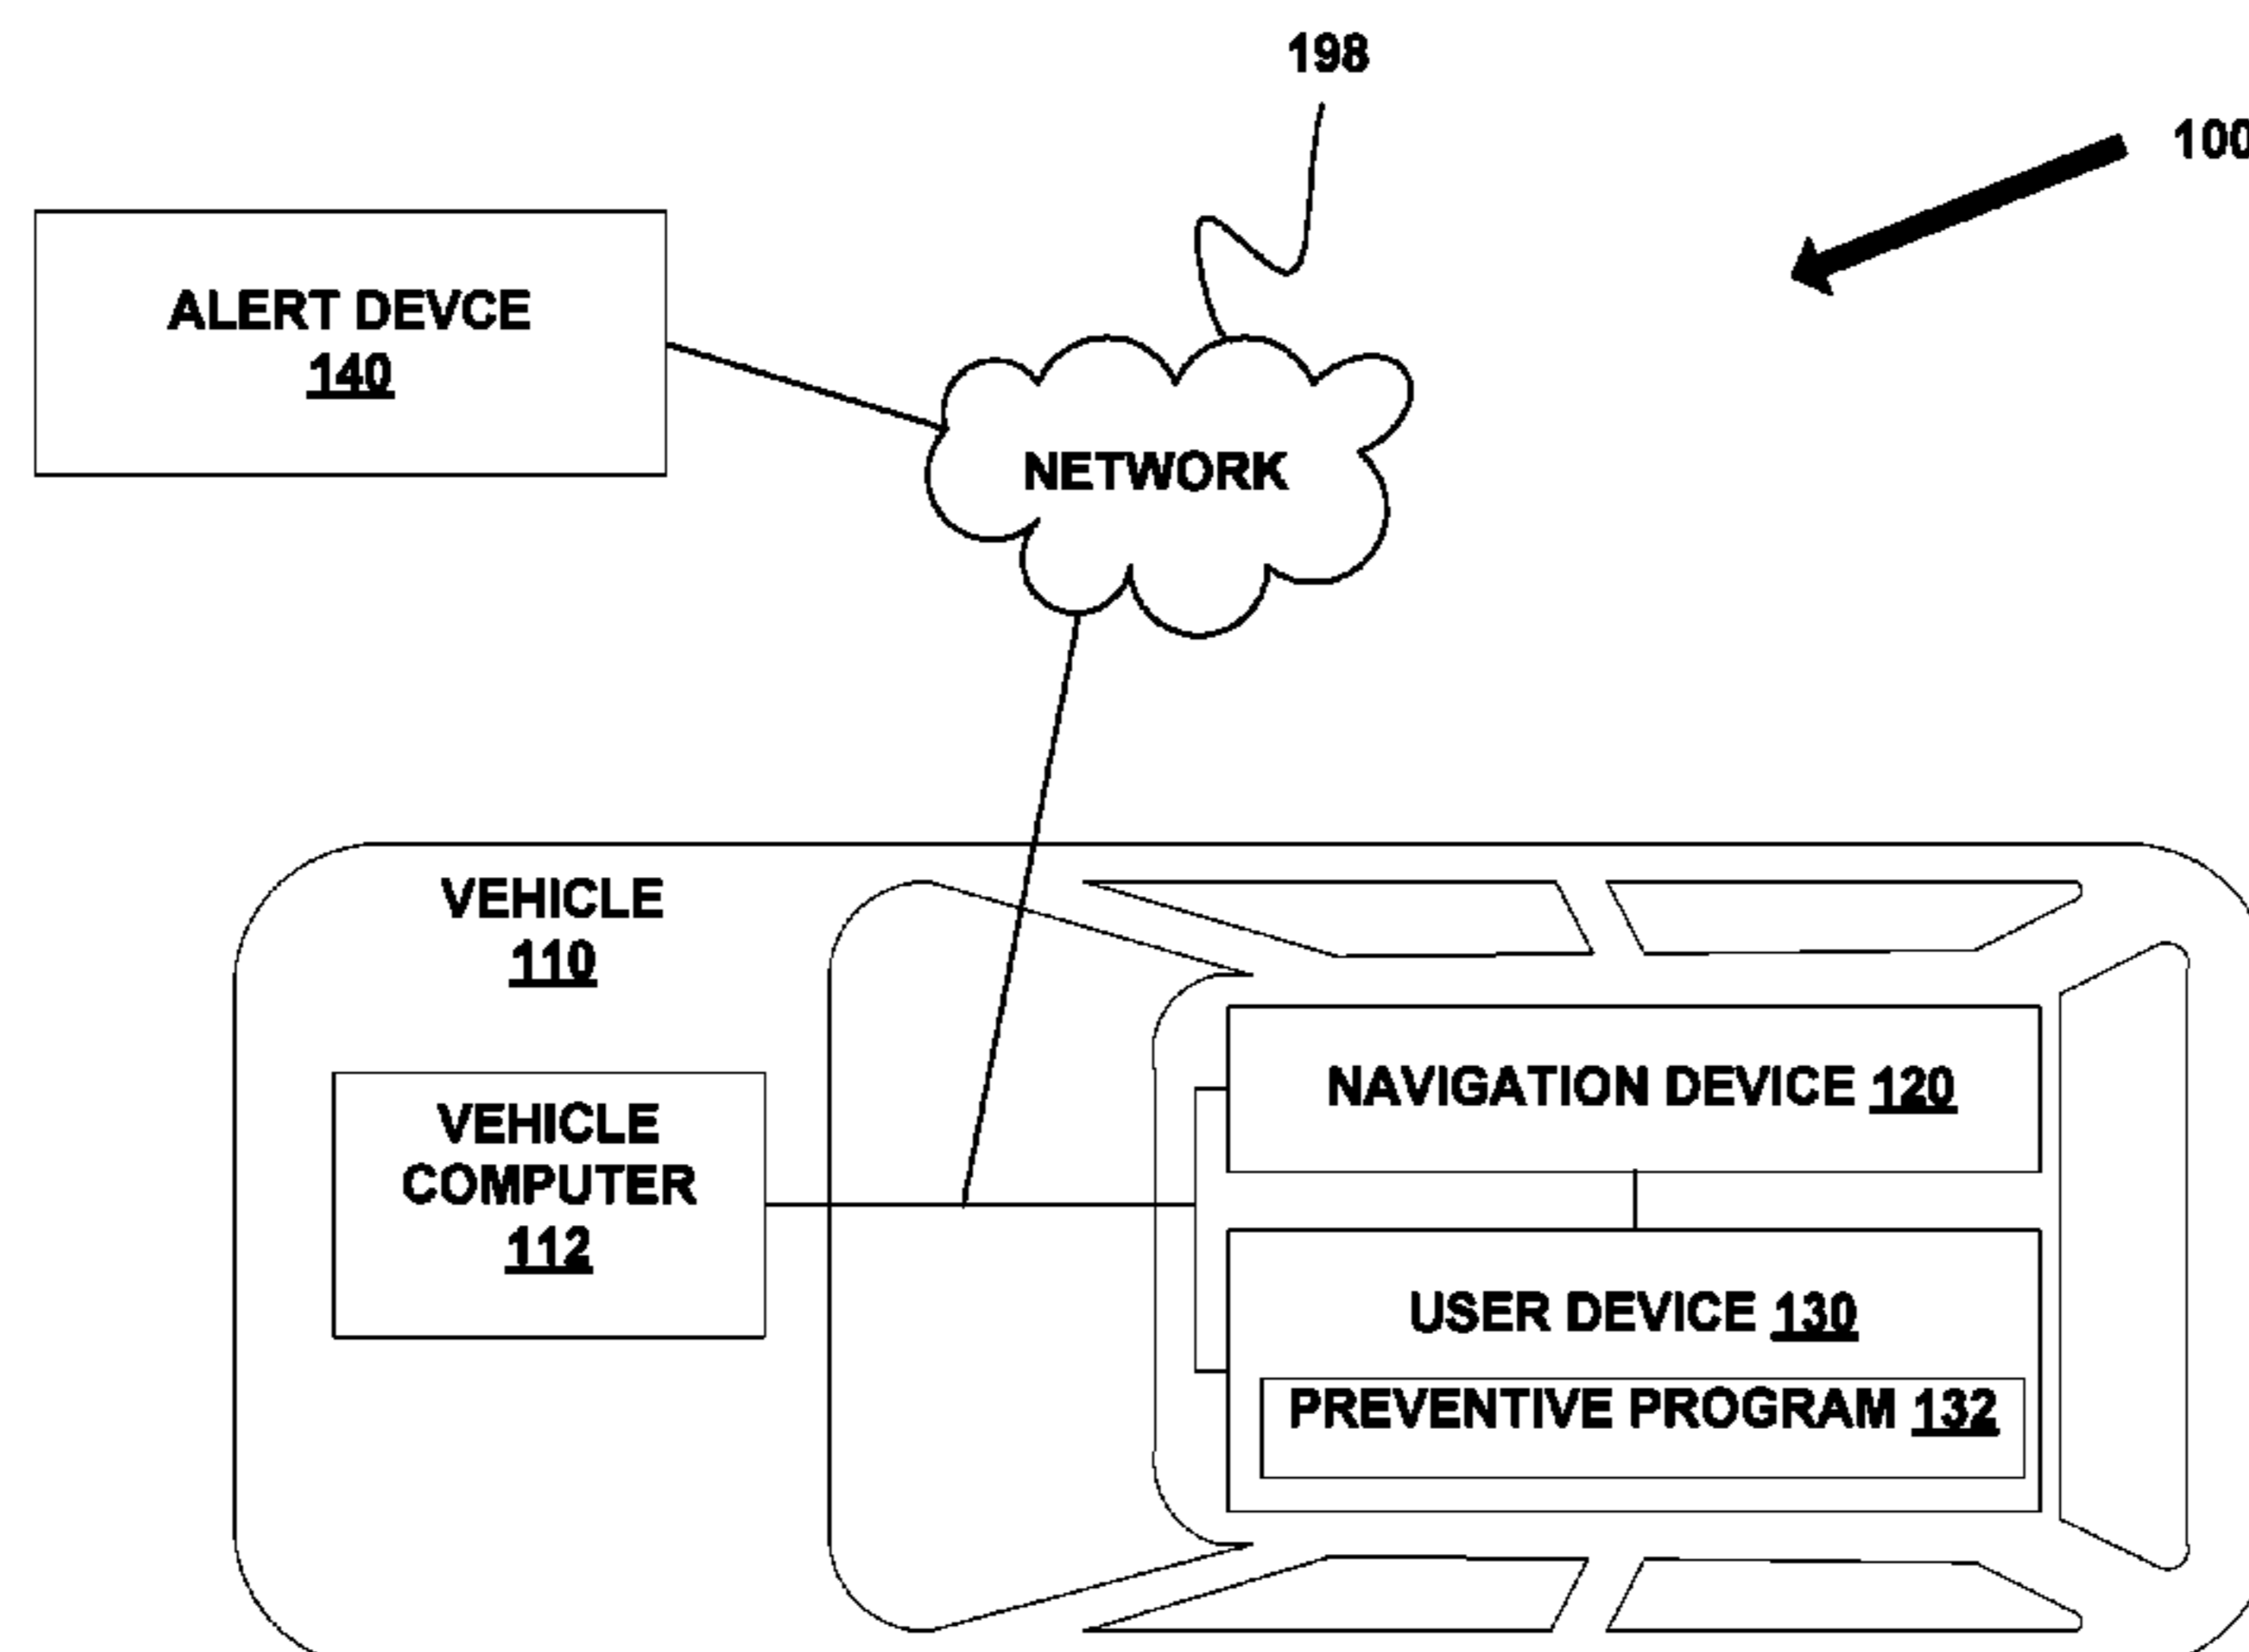 198
100
ALERT DEVCE
140
NETWORK
VEHICLE
110
VEHICLE
COMPUTER
112
NAVIGATION DEVICE 120
USER DEVICE 130
PREVENTIVE PROGRAM 132